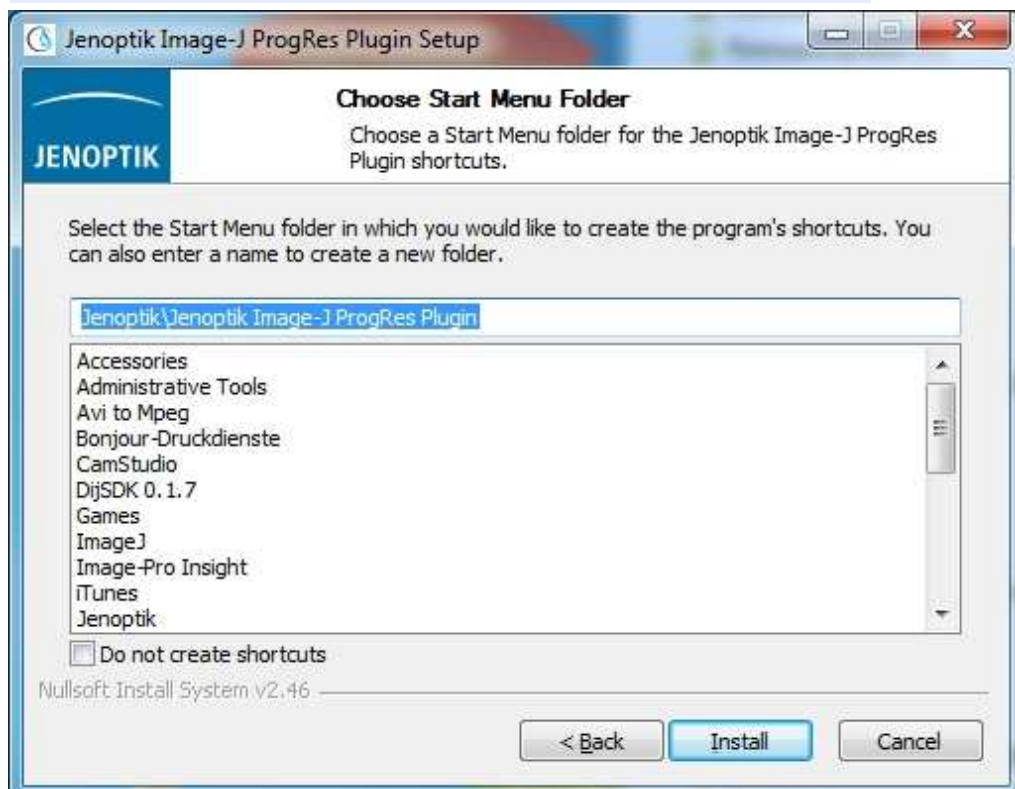 Jenoptik Image-J ProgRes Plugin Setup
JENOPTIK
Choose Start Menu Folder
Choose a Start Menu folder for the Jenoptik Image-J ProgRes
Plugin shortcuts.
Select the Start Menu folder in which you would like to create the program's shortcuts. You
can also enter a name to create a new folder.
Jenoptik\Jenoptik Image-J ProgRes Plugin
Accessories
Administrative Tools
Avi to Mpeg
Bonjour-Druckdienste
CamStudio
DijSDK 0.1.7
Games
ImageJ
Image-Pro Insight
iTunes
Jenoptik
Do not create shortcuts
Nullsoft Install System v2.46
< Back
Install
Cancel